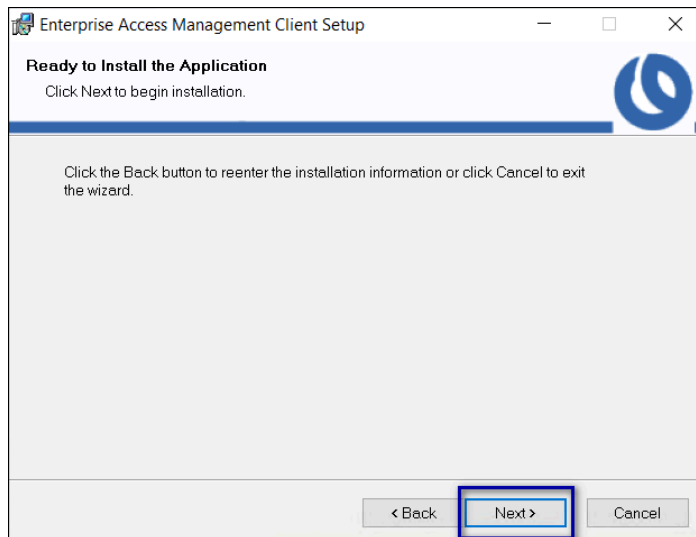 Enterprise Access Management Client Setup
Ready to Install the Application
Click Next to begin installation.
Click the Back button to reenter the installation information or click Cancel to exit
the wizard.
< Back Next > Cancel